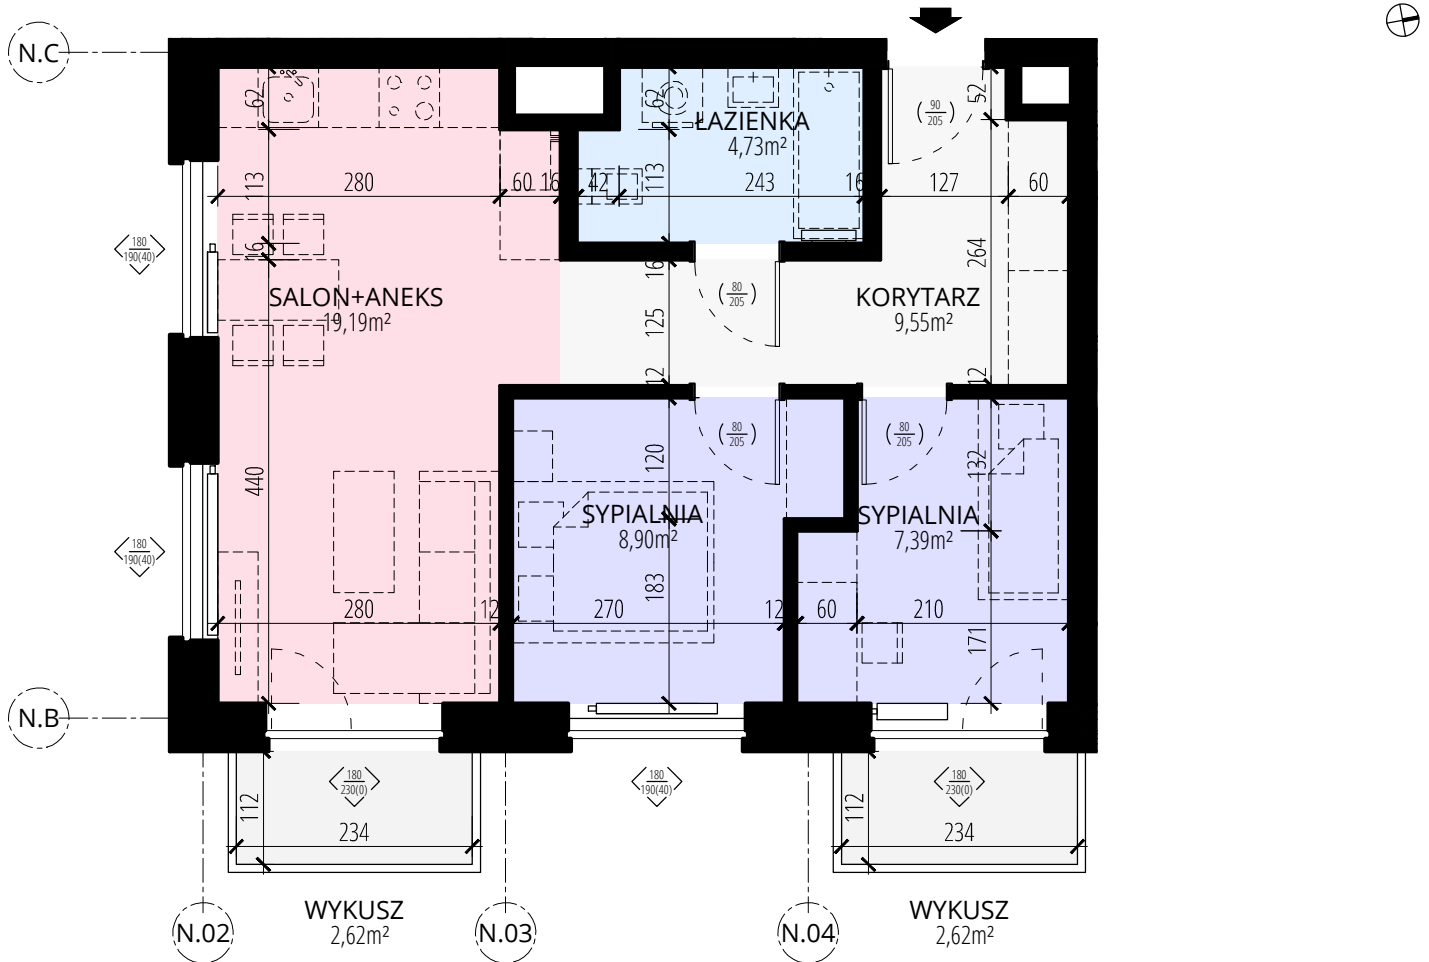 N.C
62
62
90
205
52
ŁAZIENKA
4,73m²
113
280
60
16
42
113
243
16
127
60
180
190(40)
16
SALON+ANEKS
19,19m²
16
80
205
264
KORYTARZ
9,55m²
125
12
12
440
120
80
205
80
205
132
SYPIALNIA
8,90m²
SYPIALNIA
7,39m²
180
190(40)
183
280
12
270
12
60
210
171
N.B
112
180
230(0)
234
180
190(40)
112
180
230(0)
234
N.02
WYKUSZ
2,62m²
N.03
N.04
WYKUSZ
2,62m²